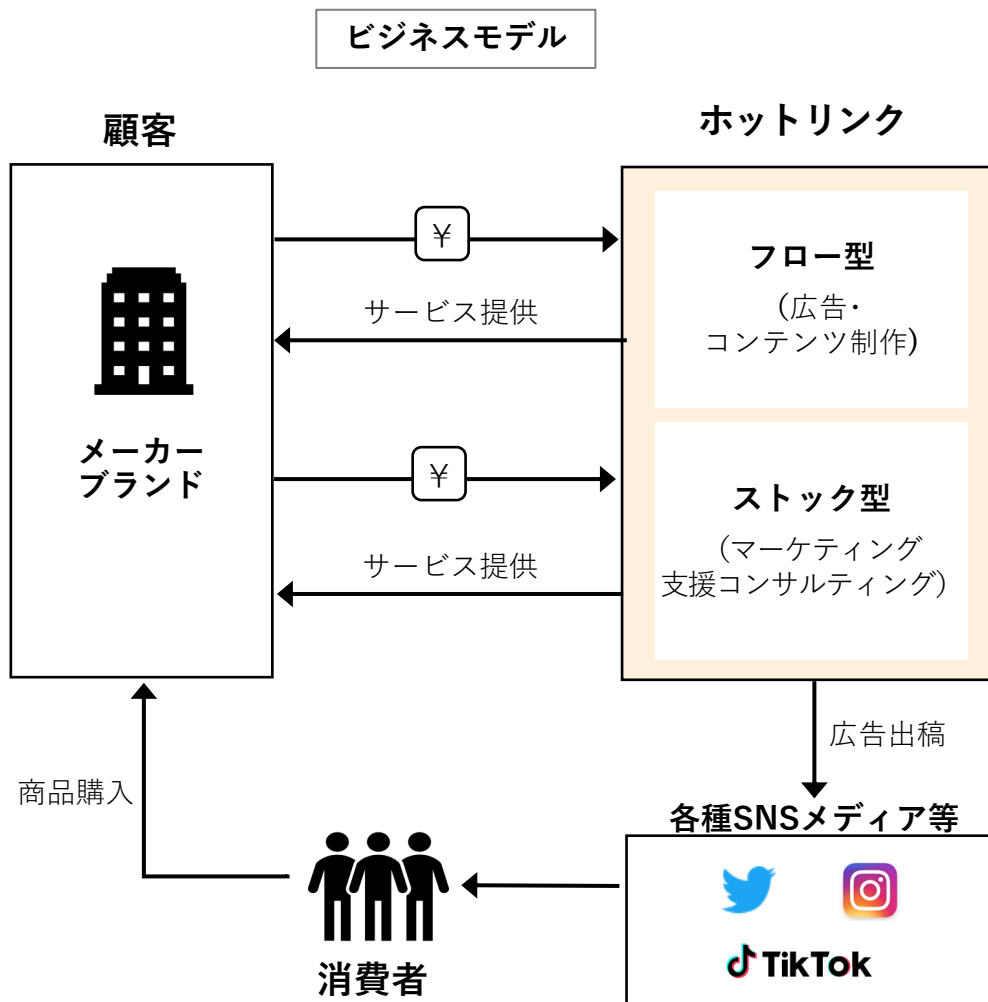 ビジネスモデル
顧客
ホットリンク
¥
フロー型
(広告・
コンテンツ制作)
サービス提供
メーカー
ブランド
¥
ストック型
(マーケティング
支援コンサルティング)
サービス提供
広告出稿
商品購入
各種SNSメディア等
TikTok
消費者